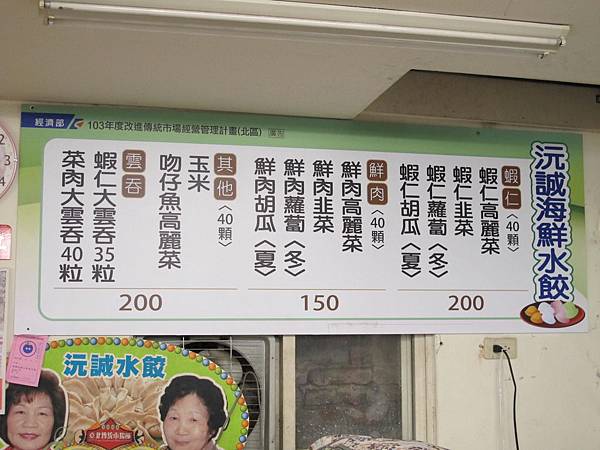 經濟部
103年度改進傳統市場經營管理計畫(北區) 廣告
沅誠海鮮水餃
蝦仁〈40顆〉
蝦仁高麗菜
蝦仁韭菜
蝦仁蘿蔔〈冬〉
蝦仁胡瓜〈夏〉
200
鮮肉〈40顆〉
鮮肉高麗菜
鮮肉韭菜
鮮肉蘿蔔〈冬〉
鮮肉胡瓜〈夏〉
150
其他〈40顆〉
玉米
吻仔魚高麗菜
雲吞
蝦仁大雲吞35粒
菜肉大雲吞40粒
200
沅誠水餃
2
3
4